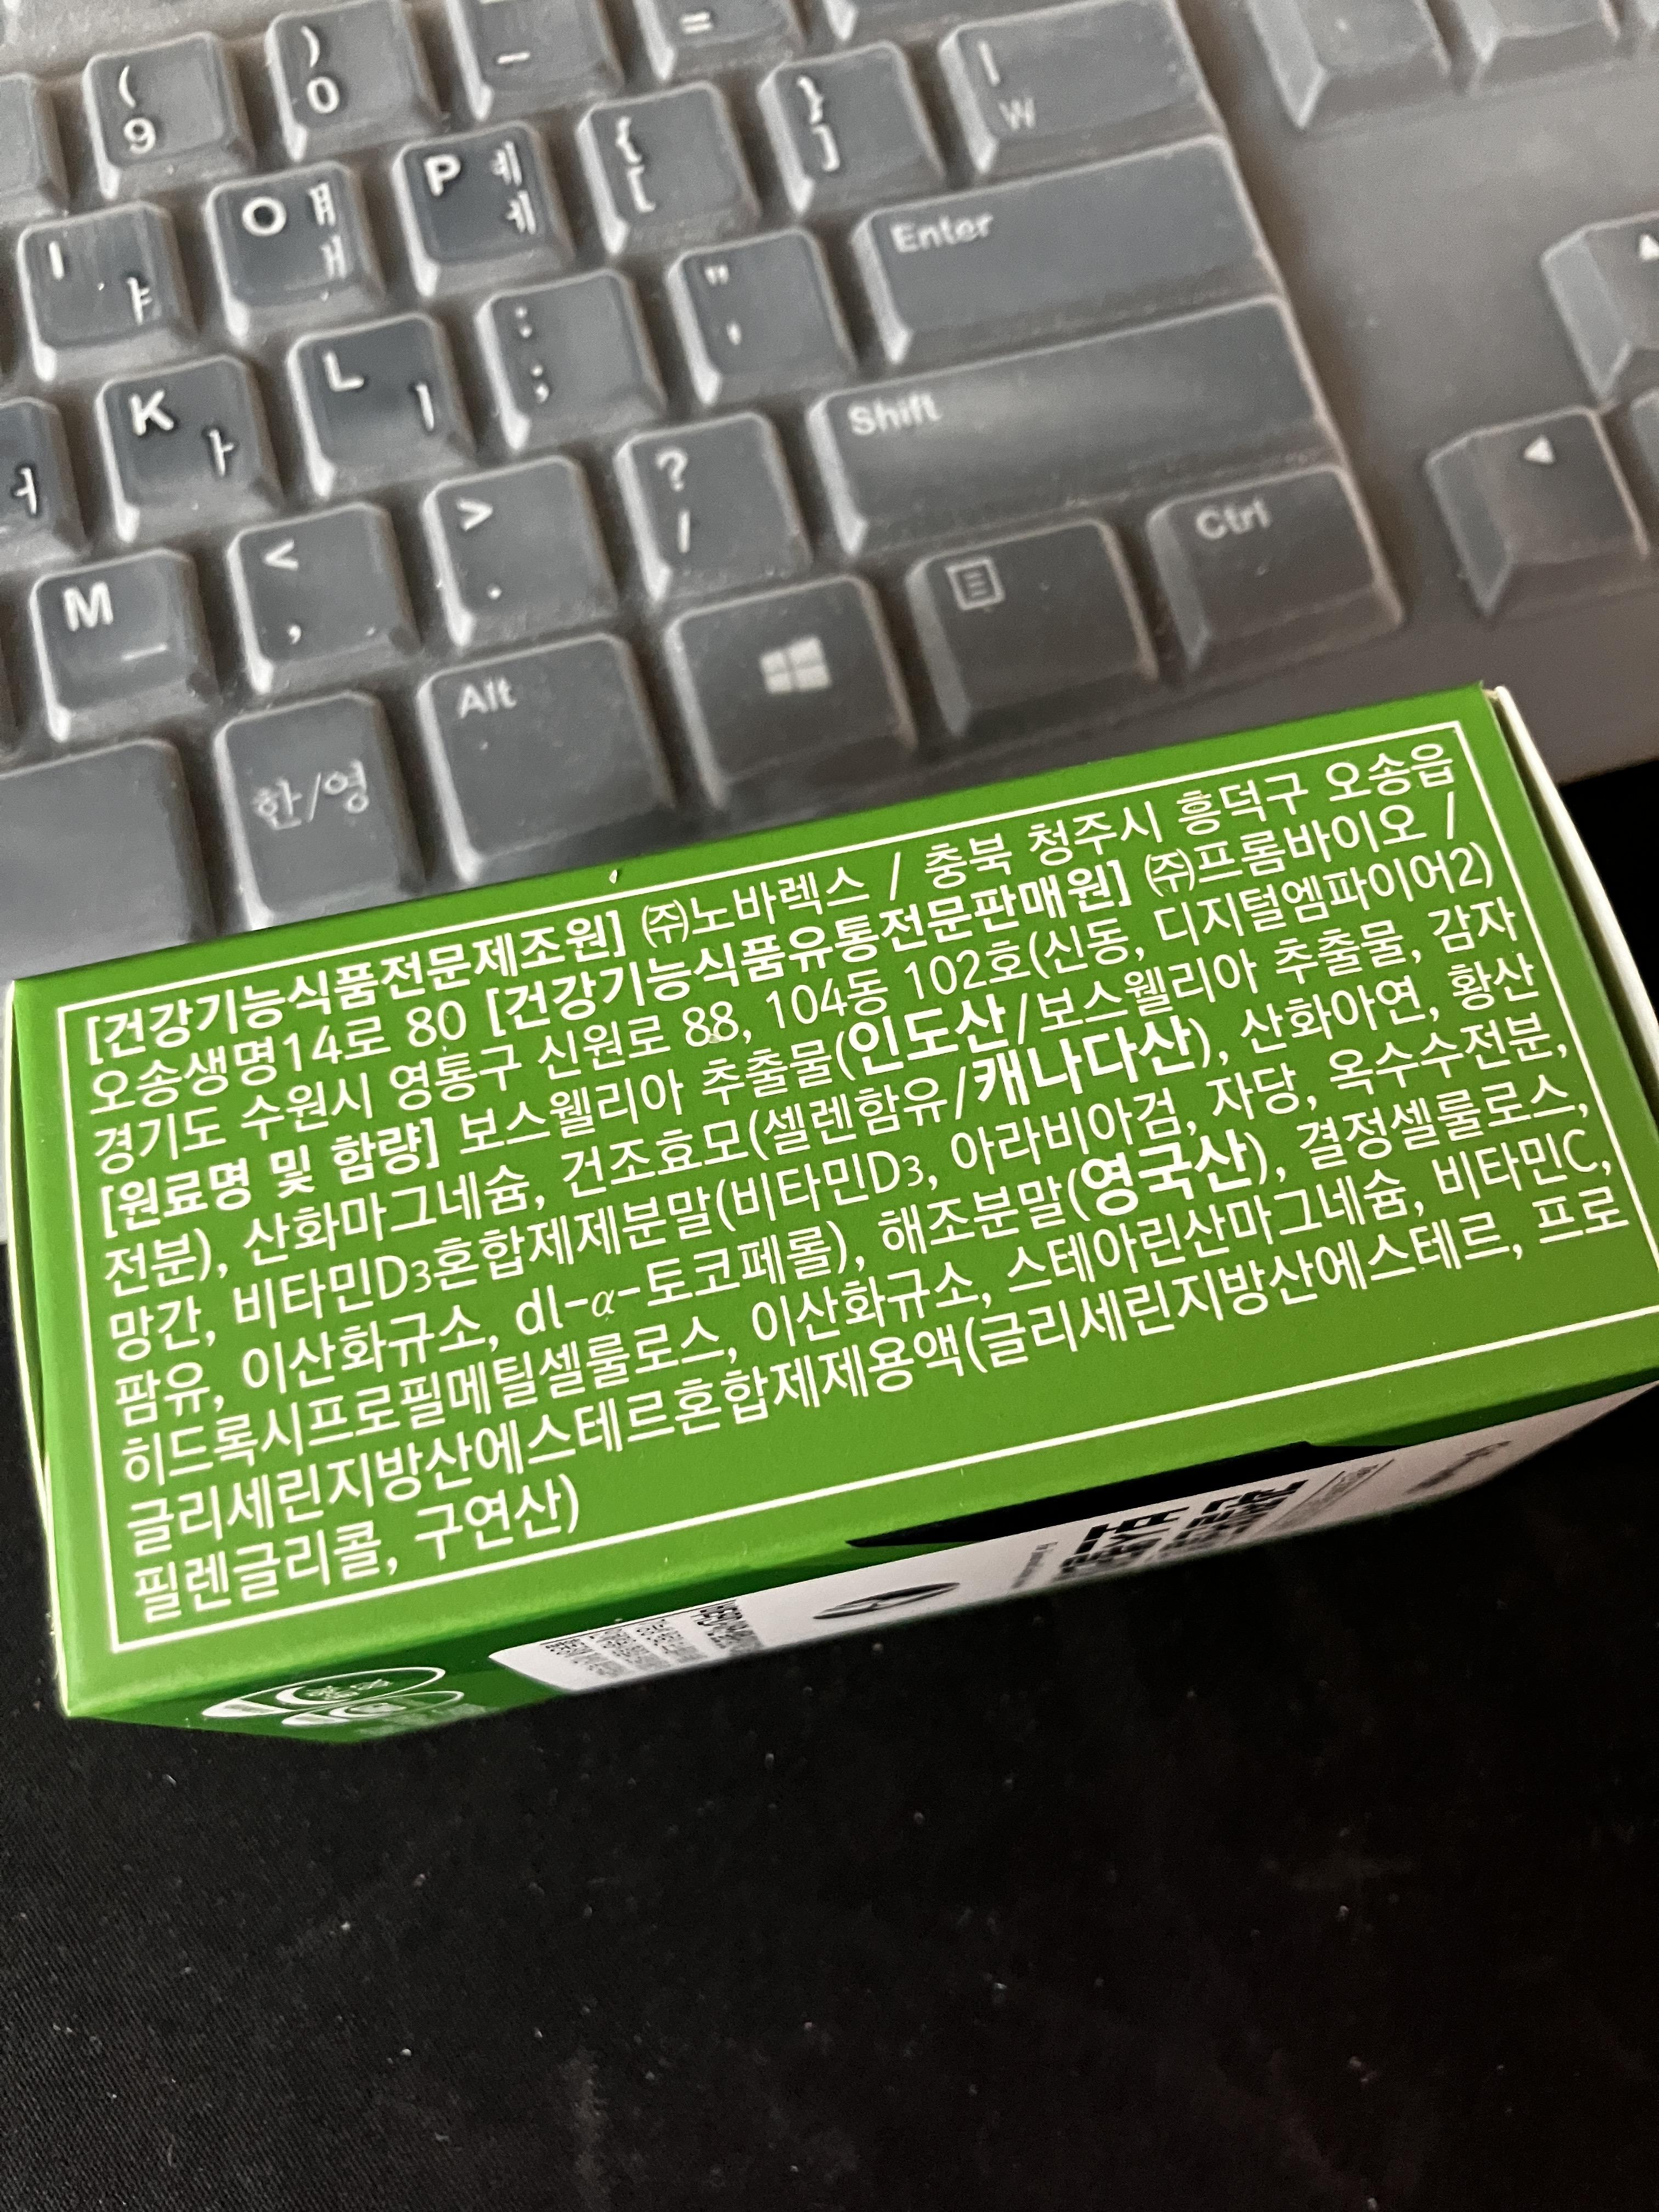 ( 9
) 0
-
=
| W
I ㅑ
O ㅒ ㅐ
P ㅖ ㅔ
{ [
} ]
Enter
ㅓ
K ㅏ
L ㅣ
: ;
" '
Shift
M ㅡ
< ,
> .
? /
Ctrl
한/영
Alt
[건강기능식품전문제조원] ㈜노바렉스 / 충북 청주시 흥덕구 오송읍
오송생명14로 80 [건강기능식품유통전문판매원] ㈜프롬바이오 /
경기도 수원시 영통구 신원로 88, 104동 102호(신동, 디지털엠파이어2)
[원료명 및 함량] 보스웰리아 추출물(인도산/보스웰리아 추출물, 감자
전분), 산화마그네슘, 건조효모(셀렌함유/캐나다산), 산화아연, 황산
망간, 비타민D3혼합제제분말(비타민D3, 아라비아검, 자당, 옥수수전분,
팜유, 이산화규소, dl-α-토코페롤), 해조분말(영국산), 결정셀룰로스,
히드록시프로필메틸셀룰로스, 이산화규소, 스테아린산마그네슘, 비타민C,
글리세린지방산에스테르혼합제제용액(글리세린지방산에스테르, 프로
필렌글리콜, 구연산)